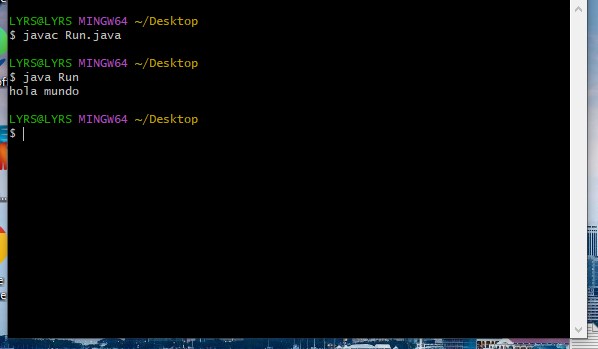 LYRS@LYRS MINGW64 ~/Desktop
$ javac Run.java
LYRS@LYRS MINGW64 ~/Desktop
$ java Run
hola mundo
LYRS@LYRS MINGW64 ~/Desktop
$